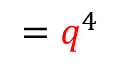 = q⁴